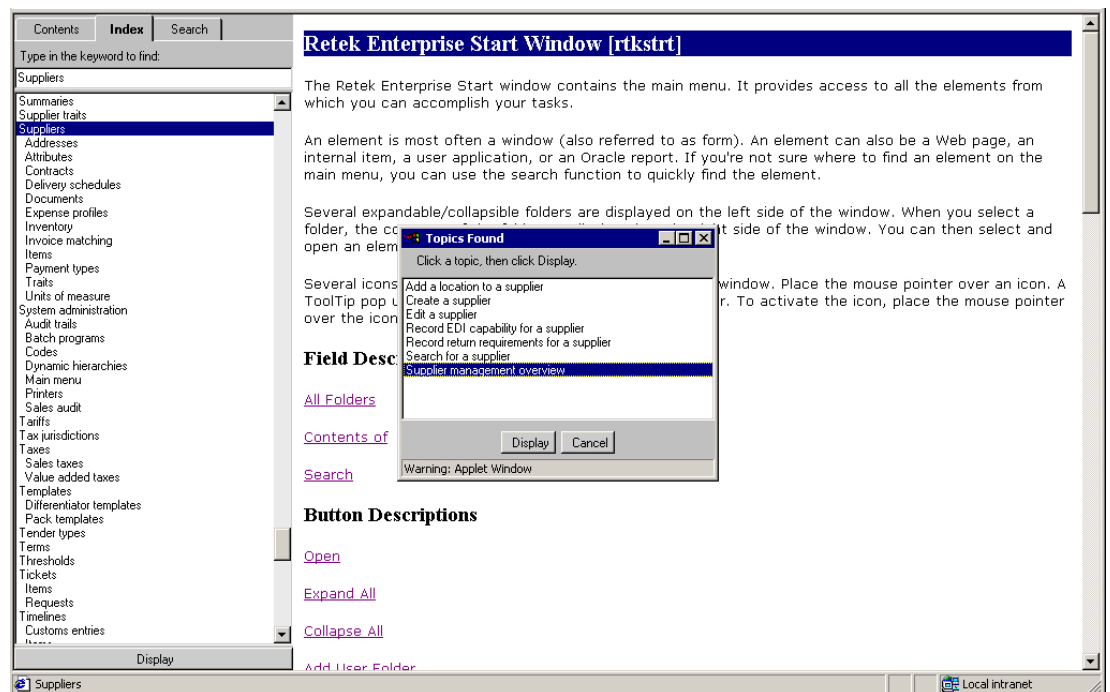 Contents Index Search
Type in the keyword to find:
Suppliers
Summaries
Supplier traits
Suppliers
Addresses
Attributes
Contracts
Delivery schedules
Documents
Expense profiles
Inventory
Invoice matching
Items
Payment types
Traits
Units of measure
System administration
Audit trails
Batch programs
Codes
Dynamic hierarchies
Main menu
Printers
Sales audit
Tariffs
Tax jurisdictions
Taxes
Sales taxes
Value added taxes
Templates
Differentiator templates
Pack templates
Tender types
Terms
Thresholds
Tickets
Items
Requests
Timelines
Customs entries
Display
Retek Enterprise Start Window [rtkstrt]
The Retek Enterprise Start window contains the main menu. It provides access to all the elements from
which you can accomplish your tasks.
An element is most often a window (also referred to as form). An element can also be a Web page, an
internal item, a user application, or an Oracle report. If you're not sure where to find an element on the
main menu, you can use the search function to quickly find the element.
Several expandable/collapsible folders are displayed on the left side of the window. When you select a
folder, the co side of the window. You can then select and
open an elem
Several icons window. Place the mouse pointer over an icon. A
ToolTip pop u r. To activate the icon, place the mouse pointer
over the icon
Topics Found
Click a topic, then click Display.
Add a location to a supplier
Create a supplier
Edit a supplier
Record EDI capability for a supplier
Record return requirements for a supplier
Search for a supplier
Supplier management overview
Display Cancel
Warning: Applet Window
Field Desc
All Folders
Contents of
Search
Button Descriptions
Open
Expand All
Collapse All
Add User Folder
Suppliers
Local intranet